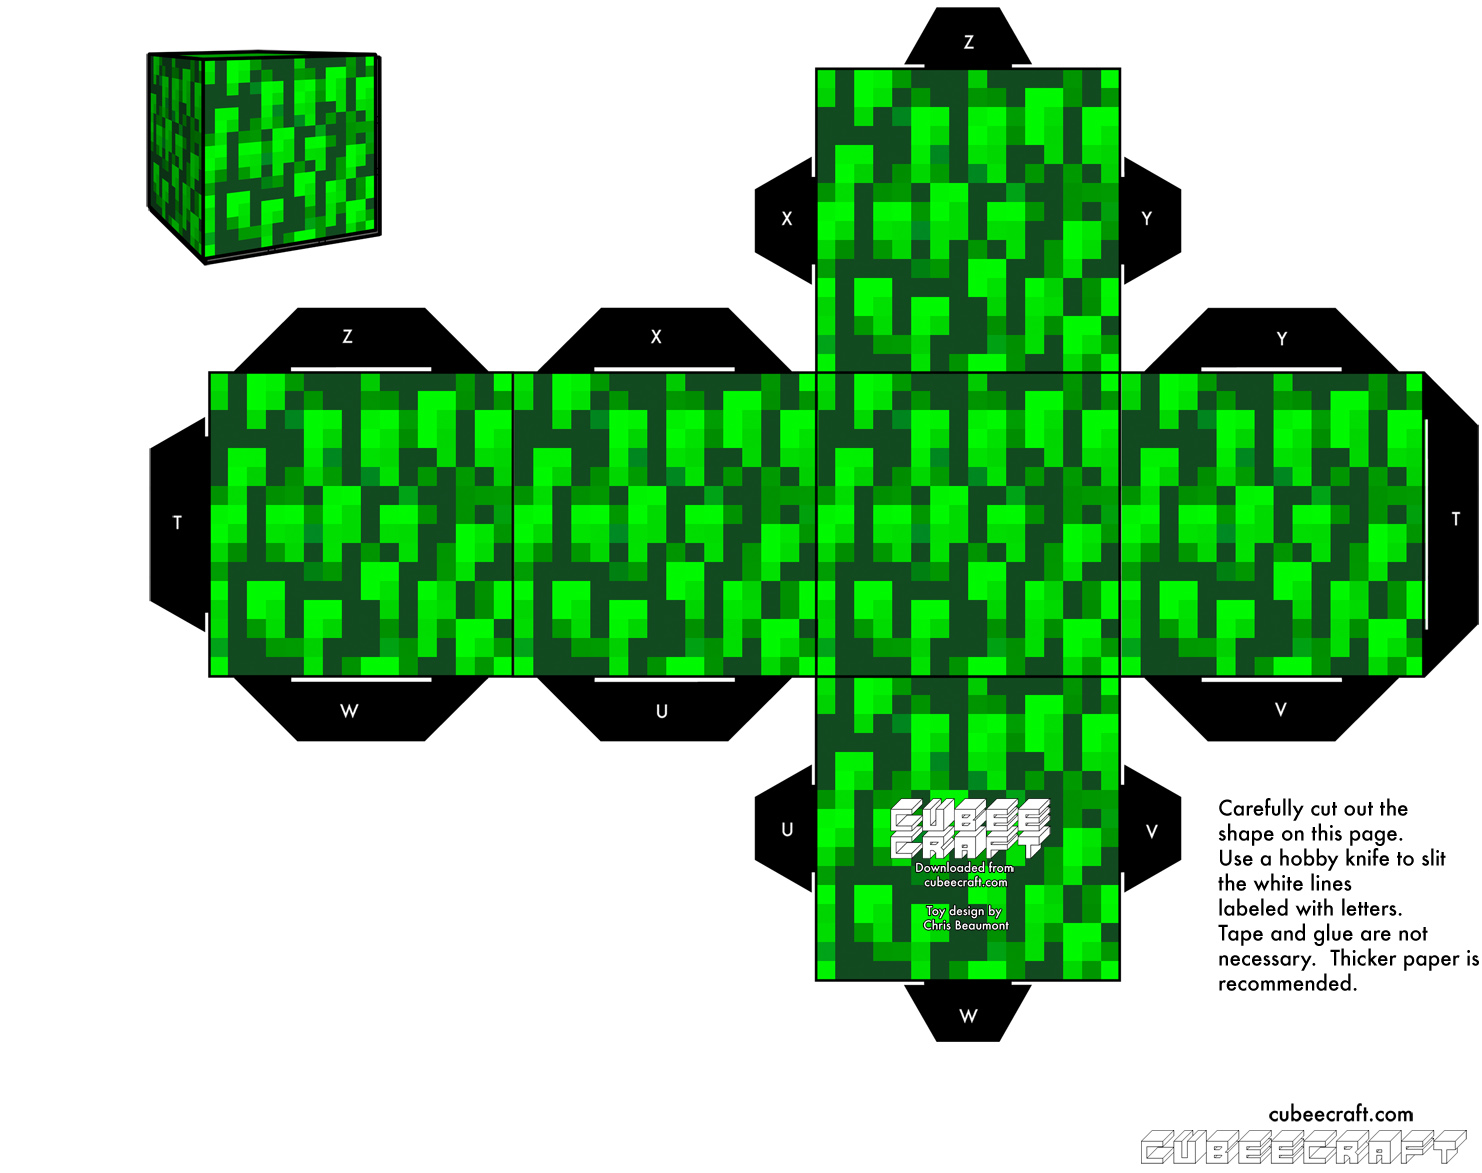 Z
X
Y
Z
X
Y
T
T
W
U
V
U
V
CUBEE
CRAFT
Downloaded from
cubeecraft.com
Toy design by
Chris Beaumont
W
Carefully cut out the
shape on this page.
Use a hobby knife to slit
the white lines
labeled with letters.
Tape and glue are not
necessary.  Thicker paper is
recommended.
cubeecraft.com
CUBEECRAFT